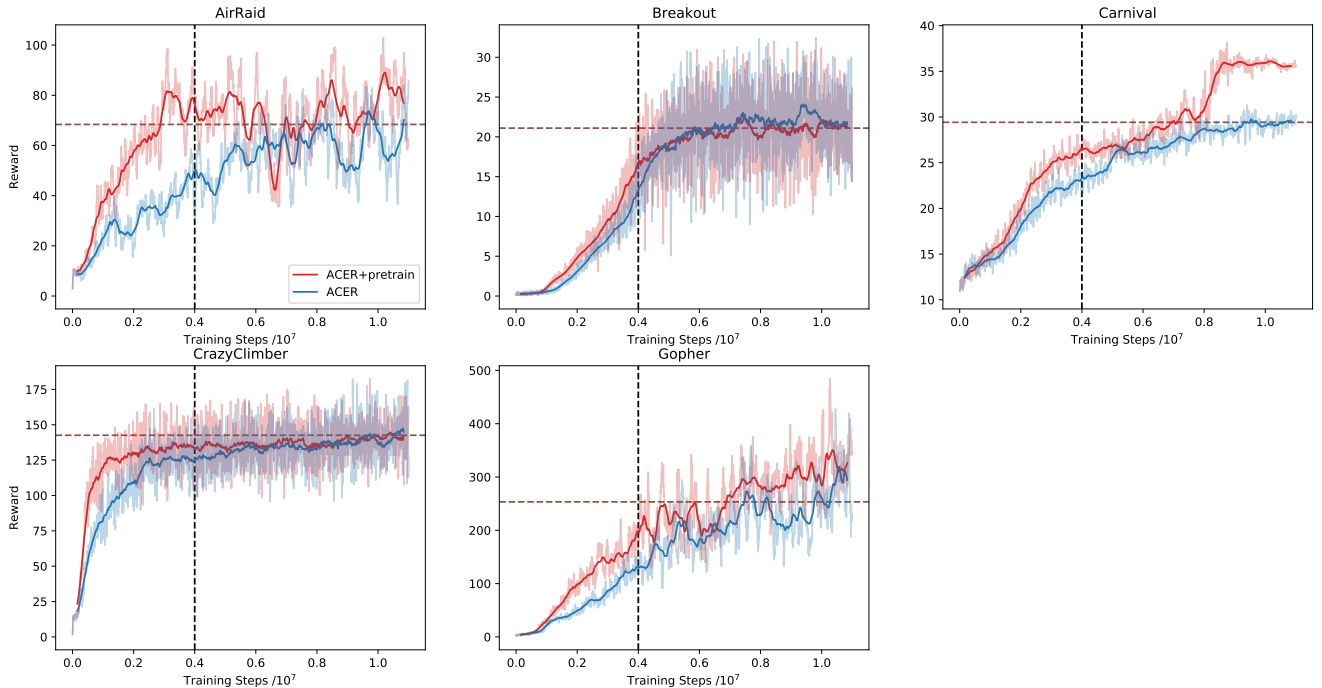 AirRaid
Breakout
Carnival
100
80
60
40
20
0
Reward
ACER+pretrain
ACER
0.0 0.2 0.4 0.6 0.8 1.0
Training Steps /10⁷
30
25
20
15
10
5
0
0.0 0.2 0.4 0.6 0.8 1.0
Training Steps /10⁷
40
35
30
25
20
15
10
0.0 0.2 0.4 0.6 0.8 1.0
Training Steps /10⁷
CrazyClimber
Gopher
175
150
125
100
75
50
25
0
Reward
0.0 0.2 0.4 0.6 0.8 1.0
Training Steps /10⁷
500
400
300
200
100
0
0.0 0.2 0.4 0.6 0.8 1.0
Training Steps /10⁷